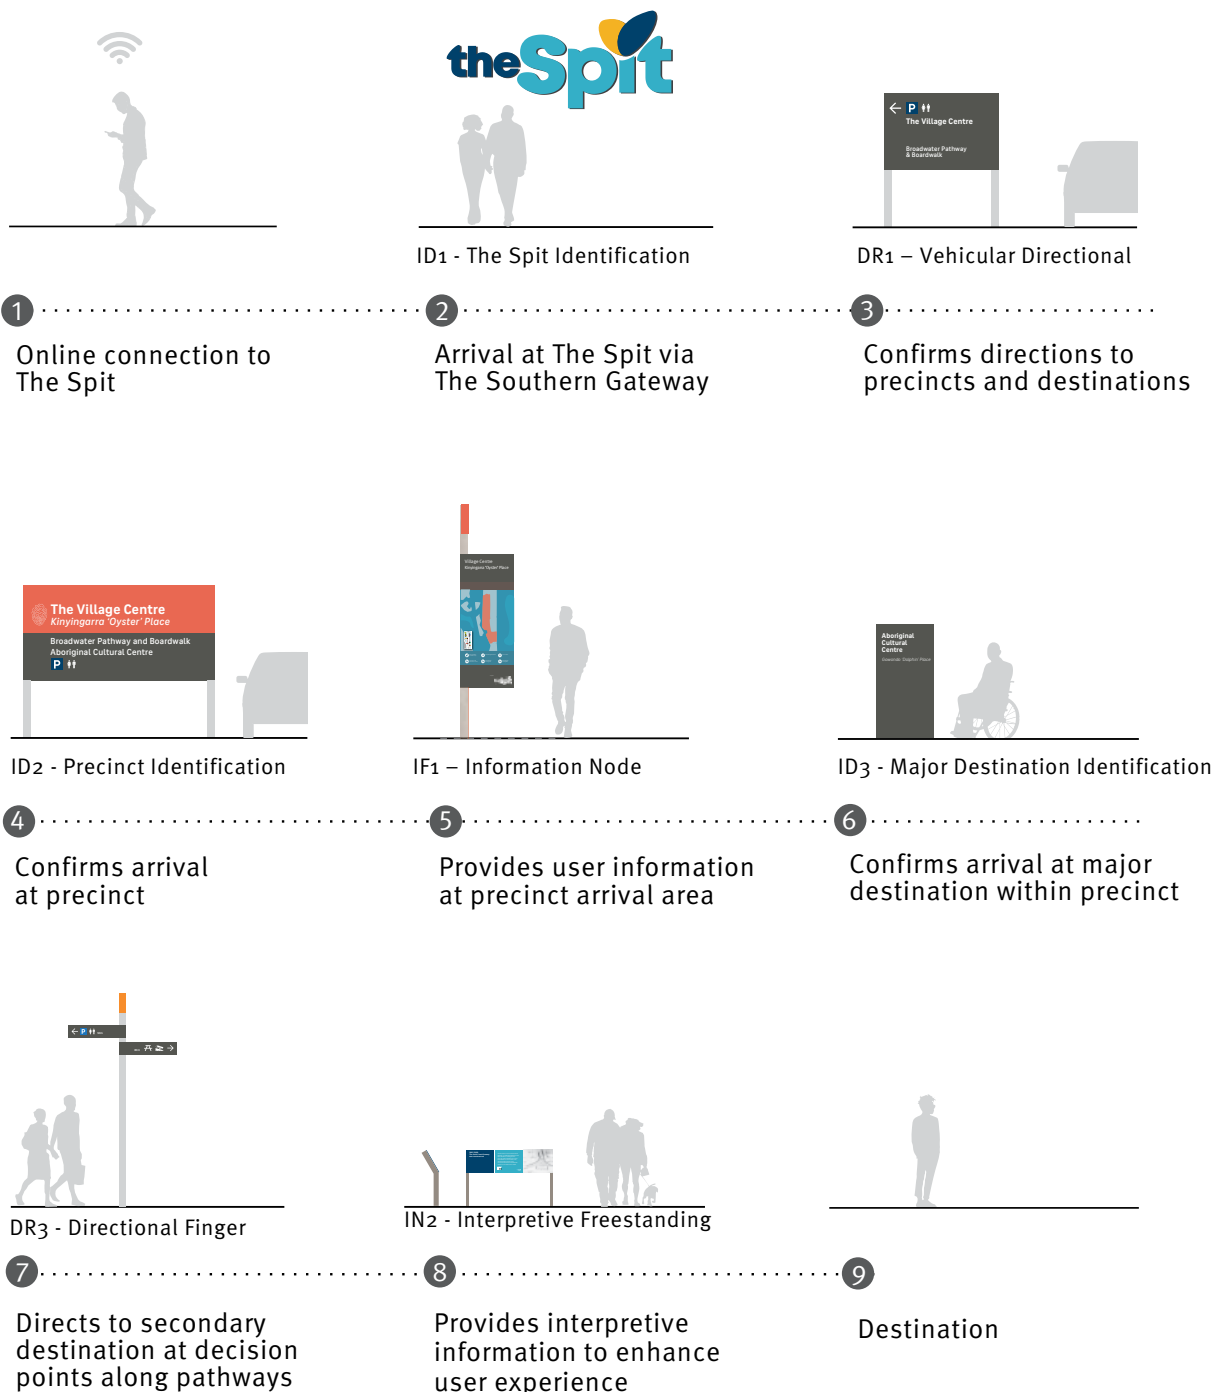 theSpit
← P
The Village Centre
Broadwater Pathway
& Boardwalk
ID1 - The Spit Identification
DR1 – Vehicular Directional
1
2
3
Online connection to
The Spit
Arrival at The Spit via
The Southern Gateway
Confirms directions to
precincts and destinations
The Village Centre
Kinyingarra 'Oyster' Place
Broadwater Pathway and Boardwalk
Aboriginal Cultural Centre
P
Village Centre
Kinyingarra 'Oyster' Place
Aboriginal
Cultural
Centre
ID2 - Precinct Identification
IF1 – Information Node
ID3 - Major Destination Identification
4
5
6
Confirms arrival
at precinct
Provides user information
at precinct arrival area
Confirms arrival at major
destination within precinct
← P
→
DR3 - Directional Finger
IN2 - Interpretive Freestanding
7
8
9
Directs to secondary
destination at decision
points along pathways
Provides interpretive
information to enhance
user experience
Destination